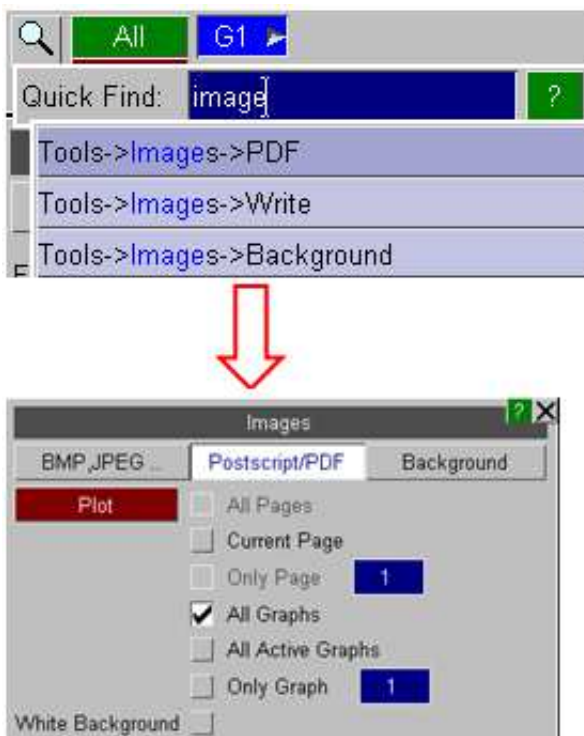 All G1
Quick Find: image ?
Tools->Images->PDF
Tools->Images->Write
Tools->Images->Background
Images ?
BMP,JPEG ... Postscript/PDF Background
Plot All Pages
Current Page
Only Page 1
All Graphs
All Active Graphs
Only Graph 1
White Background